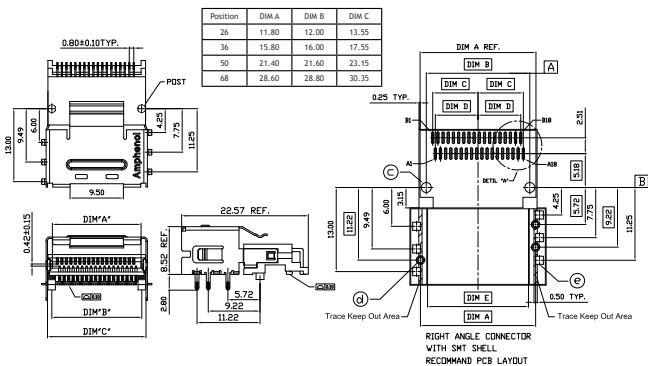 Position DIM A DIM B DIM C
26 11.80 12.00 13.55
36 15.80 16.00 17.55
50 21.40 21.60 23.15
68 28.60 28.80 30.35
0.80±0.10TYP.
POST
13.00
9.49
6.00
4.25
7.75
11.25
Amphenol
9.50
DIM"A"
0.42±0.15
DIM"B"
DIM"C"
22.57 REF.
8.52 REF.
2.80
5.72
9.22
11.22
DIM A REF.
DIM B
A
DIM C DIM C
0.25 TYP.
DIM D DIM D
B1 B18
2.51
A1 A18
DETIL "A"
5.18
C
B
13.00
11.22
9.49
6.00
3.15
4.25
5.72
7.75
9.22
11.25
d
e
DIM E
0.50 TYP.
DIM A
Trace Keep Out Area Trace Keep Out Area
RIGHT ANGLE CONNECTOR
WITH SMT SHELL
RECOMMAND PCB LAYOUT